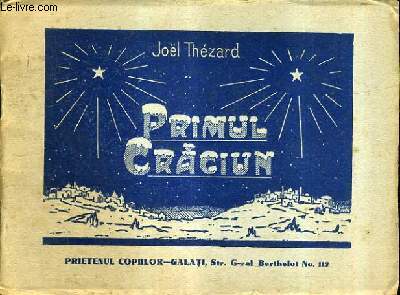 Le-livre.com
Joël Thézard
PRIMUL
CRĂCIUN
PRIETENUL COPIILOR—GALAȚI, Str. G-ral Berthelot No. 112